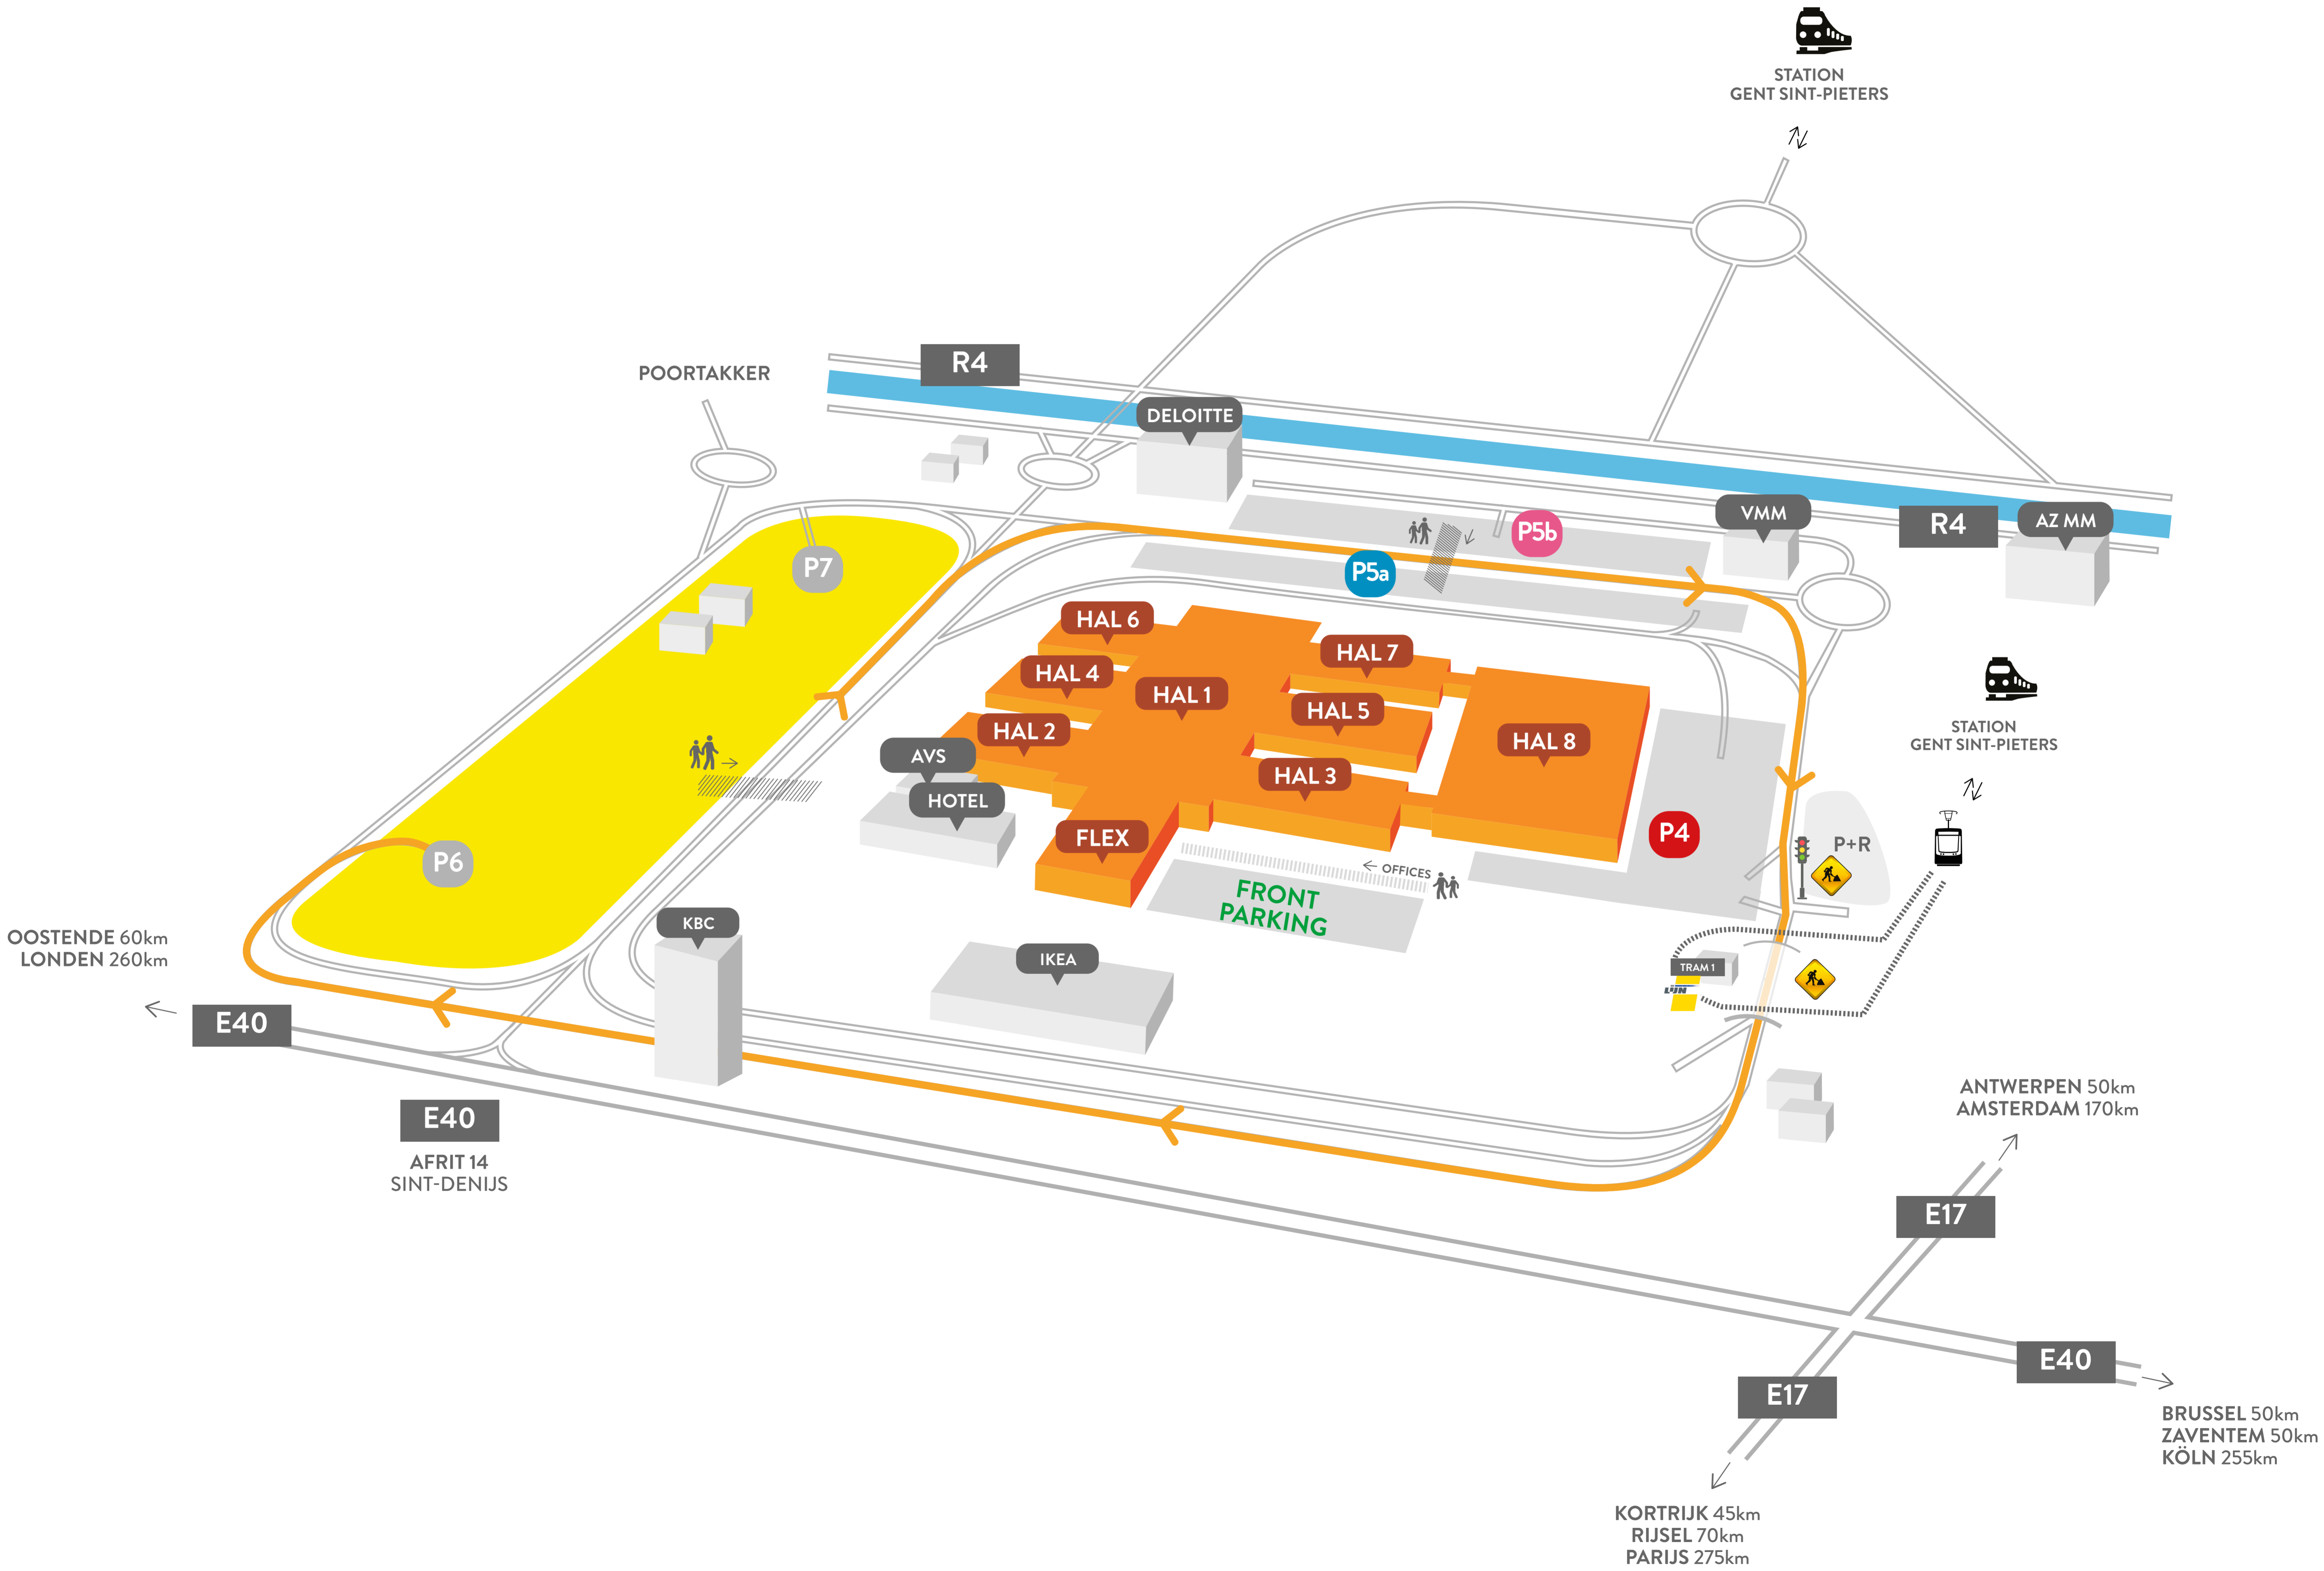 STATION
GENT SINT-PIETERS
R4
POORTAKKER
DELOITTE
VMM
R4
AZ MM
P5b
P7
P5a
HAL 6
HAL 7
HAL 4
HAL 1
HAL 5
HAL 2
HAL 8
AVS
HAL 3
HOTEL
FLEX
P4
STATION
GENT SINT-PIETERS
P+R
P6
← OFFICES
FRONT
PARKING
KBC
IKEA
TRAM 1
LIJN
OOSTENDE 60km
LONDEN 260km
E40
E40
AFRIT 14
SINT-DENIJS
ANTWERPEN 50km
AMSTERDAM 170km
E17
E40
E17
BRUSSEL 50km
ZAVENTEM 50km
KÖLN 255km
KORTRIJK 45km
RIJSEL 70km
PARIJS 275km